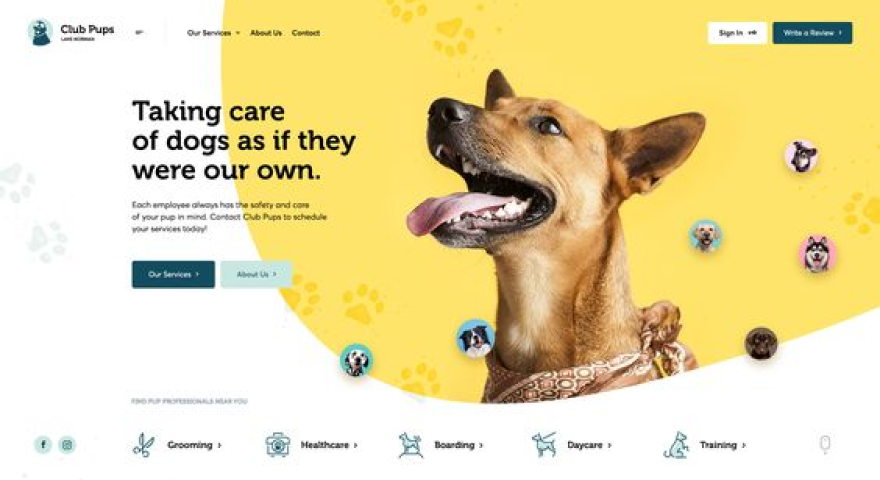 Club Pups
LAKE NORMAN
Our Services
About Us
Contact
Sign In
Write a Review
Taking care
of dogs as if they
were our own.
Each employee always has the safety and care
of your pup in mind. Contact Club Pups to schedule
your services today!
Our Services
About Us
FIND PUP PROFESSIONALS NEAR YOU
f
Grooming
Healthcare
Boarding
Daycare
Training